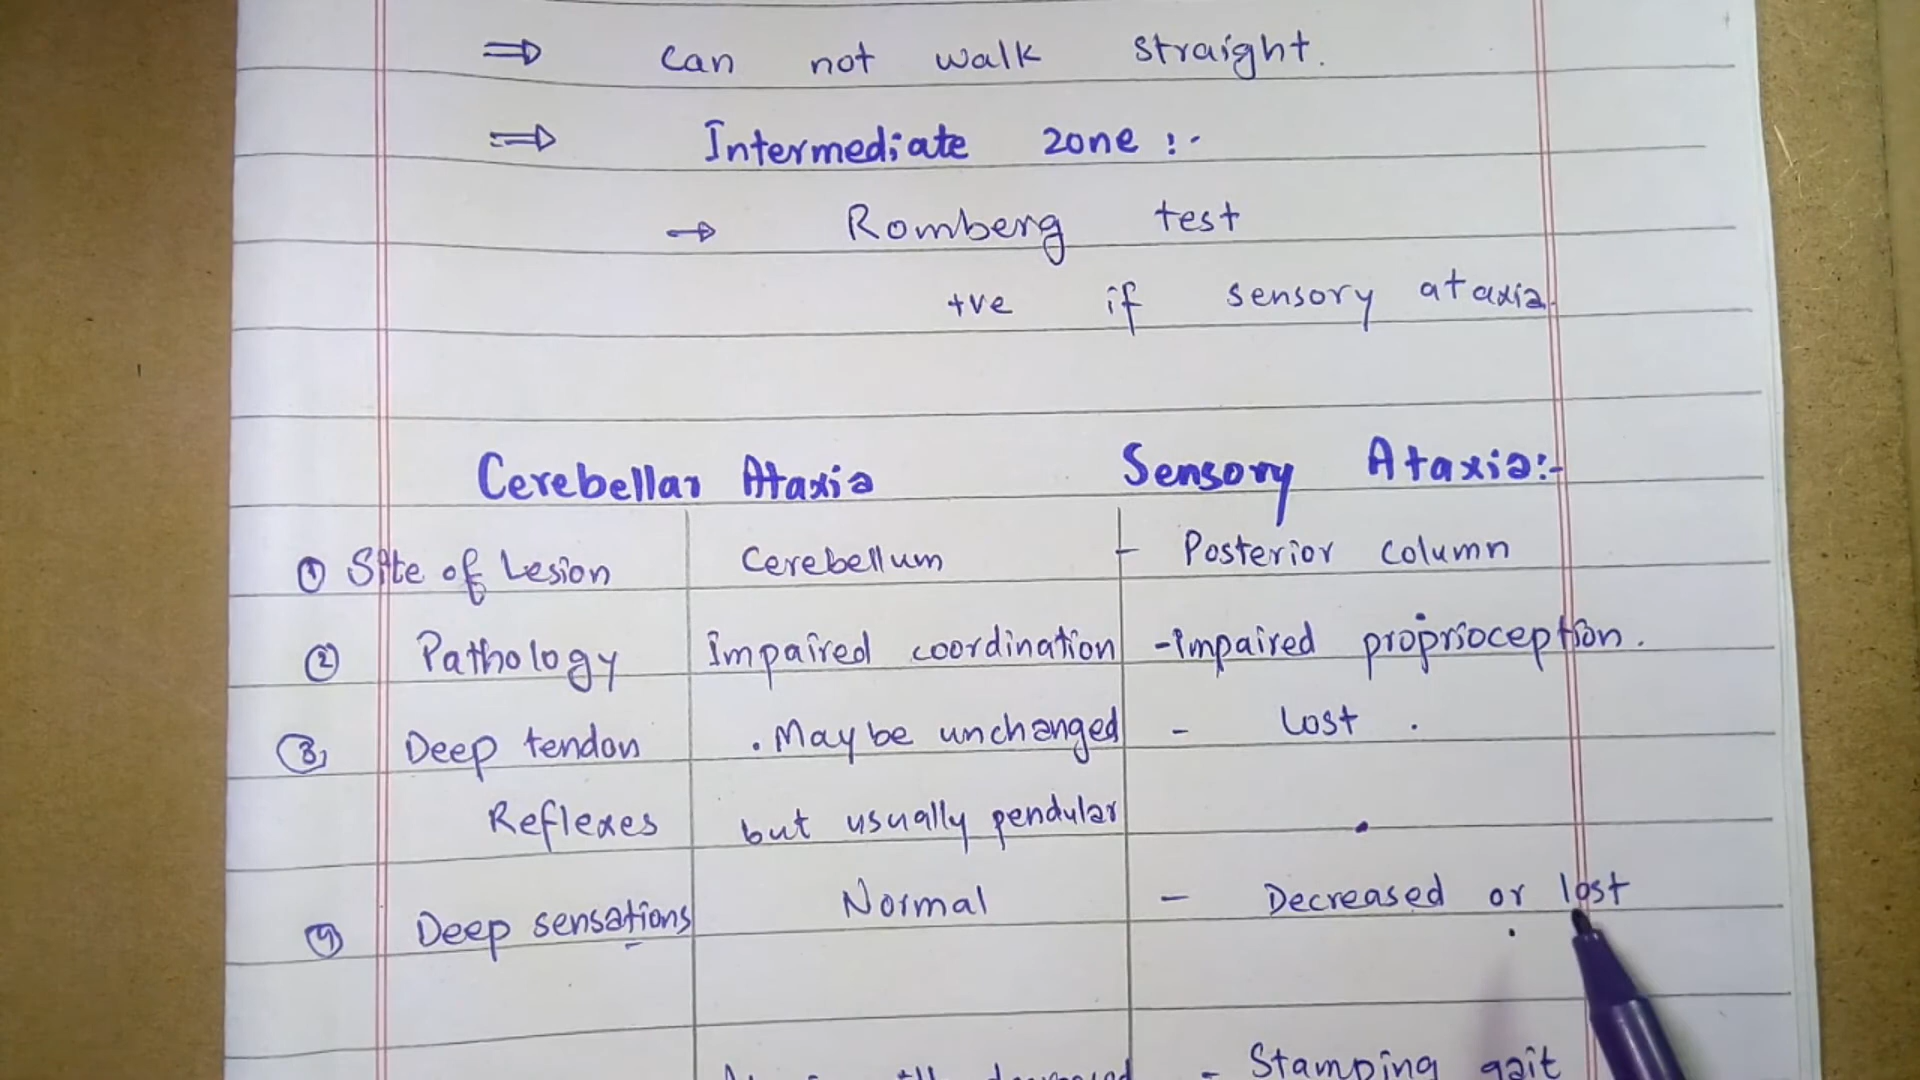 ⇒ Can not walk straight.
⇒ Intermediate zone :-
→ Romberg test
+ve if sensory ataxia.
Cerebellar Ataxia Sensory Ataxia:-
① Site of Lesion Cerebellum - Posterior column
② Pathology Impaired coordination - Impaired proprioception.
③ Deep tendon . May be unchanged - Lost .
Reflexes but usually pendular
④ Deep sensations Normal - Decreased or lost
- Stamping gait